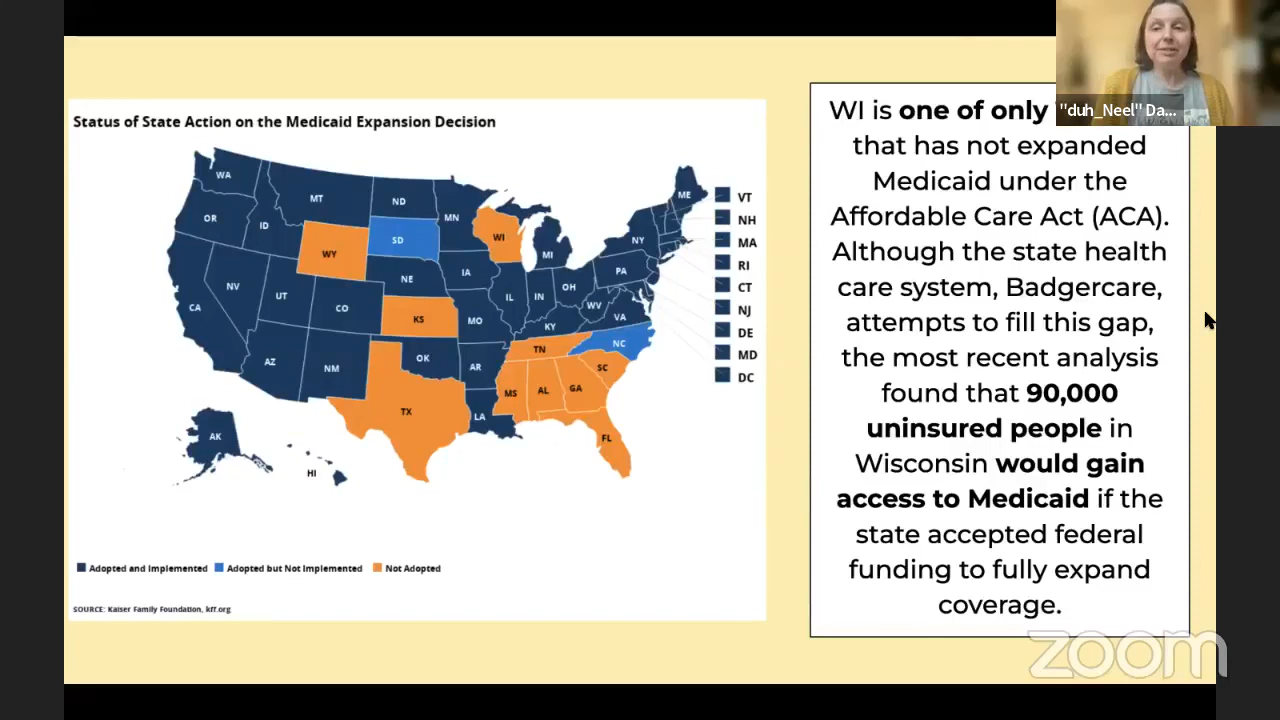 Status of State Action on the Medicaid Expansion Decision
WA
MT
ND
OR
ID
MN
ME
VT
NH
MA
RI
CT
NJ
DE
MD
DC
WY
SD
WI
MI
NY
NV
UT
CO
NE
IA
IL
IN
OH
PA
CA
KS
MO
WV
VA
KY
AZ
NM
OK
AR
TN
NC
SC
TX
LA
MS
AL
GA
FL
AK
HI
Adopted and Implemented
Adopted but Not Implemented
Not Adopted
SOURCE: Kaiser Family Foundation, kff.org
WI is one of only
that has not expanded
Medicaid under the
Affordable Care Act (ACA).
Although the state health
care system, Badgercare,
attempts to fill this gap,
the most recent analysis
found that 90,000
uninsured people in
Wisconsin would gain
access to Medicaid if the
state accepted federal
funding to fully expand
coverage.
"duh_Neel" Da...
zoom